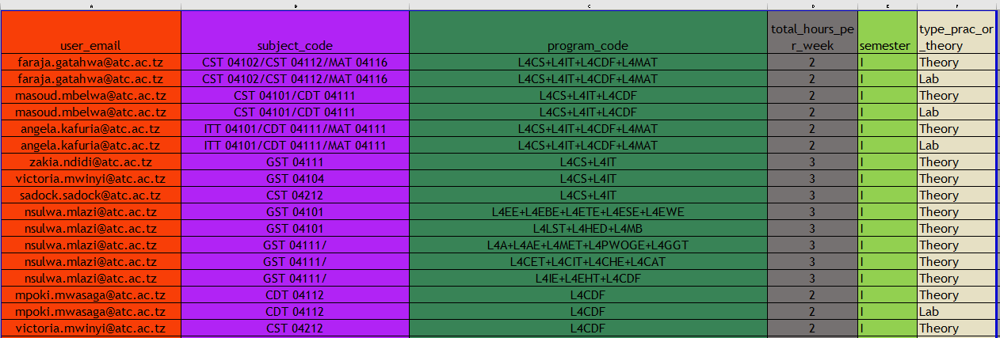 A B C D E F
user_email subject_code program_code total_hours_pe r_week semester type_prac_or _theory
faraja.gatahwa@atc.ac.tz CST 04102/CST 04112/MAT 04116 L4CS+L4IT+L4CDF+L4MAT 2 I Theory
faraja.gatahwa@atc.ac.tz CST 04102/CST 04112/MAT 04116 L4CS+L4IT+L4CDF+L4MAT 2 I Lab
masoud.mbelwa@atc.ac.tz CST 04101/CDT 04111 L4CS+L4IT+L4CDF 2 I Theory
masoud.mbelwa@atc.ac.tz CST 04101/CDT 04111 L4CS+L4IT+L4CDF 2 I Lab
angela.kafuria@atc.ac.tz ITT 04101/CDT 04111/MAT 04111 L4CS+L4IT+L4CDF+L4MAT 2 I Theory
angela.kafuria@atc.ac.tz ITT 04101/CDT 04111/MAT 04111 L4CS+L4IT+L4CDF+L4MAT 2 I Lab
zakia.ndidi@atc.ac.tz GST 04111 L4CS+L4IT 3 I Theory
victoria.mwinyi@atc.ac.tz GST 04104 L4CS+L4IT 3 I Theory
sadock.sadock@atc.ac.tz CST 04212 L4CS+L4IT 3 I Theory
nsulwa.mlazi@atc.ac.tz GST 04101 L4EE+L4EBE+L4ETE+L4ESE+L4EWE 3 I Theory
nsulwa.mlazi@atc.ac.tz GST 04101 L4LST+L4HED+L4MB 3 I Theory
nsulwa.mlazi@atc.ac.tz GST 04111/ L4A+L4AE+L4MET+L4PWOGE+L4GGT 3 I Theory
nsulwa.mlazi@atc.ac.tz GST 04111/ L4CET+L4CIT+L4CHE+L4CAT 3 I Theory
nsulwa.mlazi@atc.ac.tz GST 04111/ L4IE+L4EHT+L4CDF 3 I Theory
mpoki.mwasaga@atc.ac.tz CDT 04112 L4CDF 2 I Theory
mpoki.mwasaga@atc.ac.tz CDT 04112 L4CDF 2 I Lab
victoria.mwinyi@atc.ac.tz CST 04212 L4CDF 2 I Theory